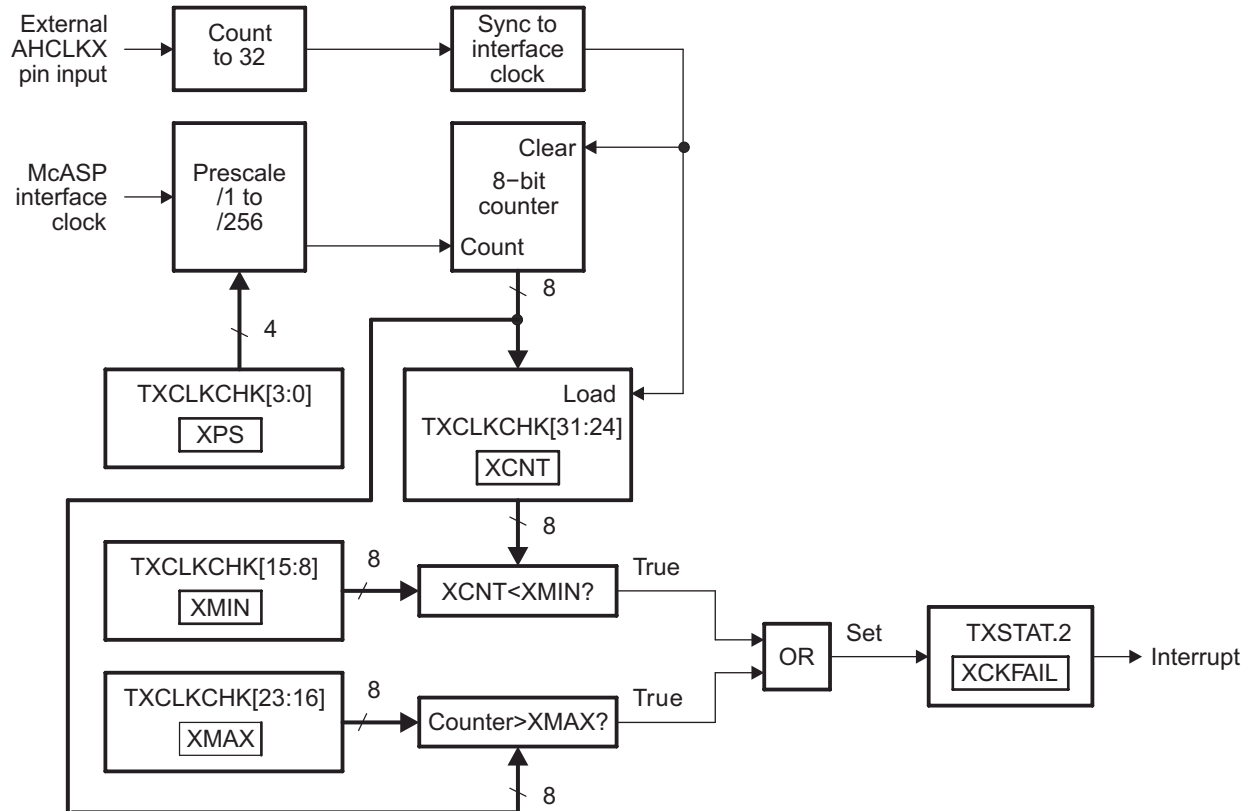 External
AHCLKX
pin input
Count
to 32
Sync to
interface
clock
McASP
interface
clock
Prescale
/1 to
/256
Clear
8−bit
counter
Count
8
4
TXCLKCHK[3:0]
XPS
Load
TXCLKCHK[31:24]
XCNT
8
TXCLKCHK[15:8]
XMIN
8
XCNT<XMIN?
True
OR
Set
TXSTAT.2
XCKFAIL
Interrupt
TXCLKCHK[23:16]
XMAX
8
Counter>XMAX?
True
8